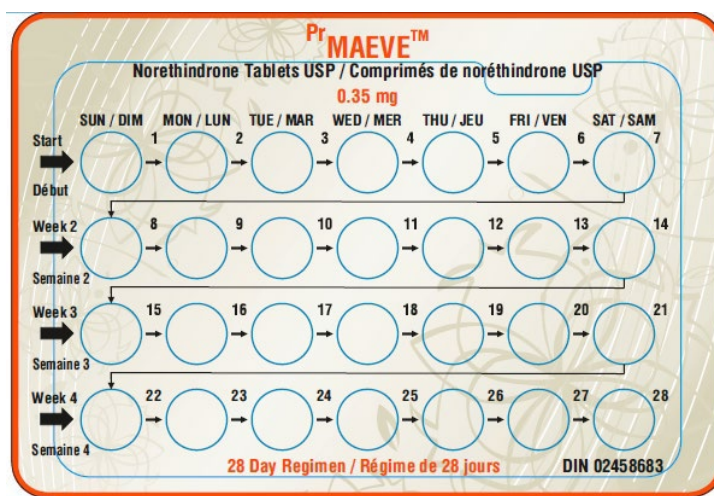 Pr MAEVE™
Norethindrone Tablets USP / Comprimés de noréthindrone USP
0.35 mg
SUN / DIM MON / LUN TUE / MAR WED / MER THU / JEU FRI / VEN SAT / SAM
Start
1 2 3 4 5 6 7
Début
Week 2
8 9 10 11 12 13 14
Semaine 2
Week 3
15 16 17 18 19 20 21
Semaine 3
Week 4
22 23 24 25 26 27 28
Semaine 4
28 Day Regimen / Régime de 28 jours DIN 02458683